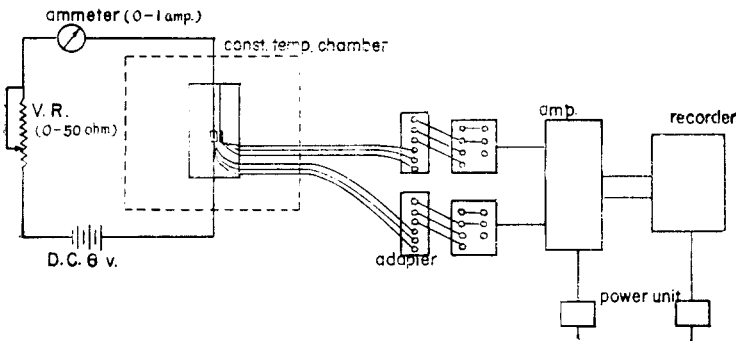 ammeter (0-1 amp.)
const. temp. chamber
V. R.
(0-50 ohm)
amp.
recorder
adapter
D.C. 6 v.
power unit